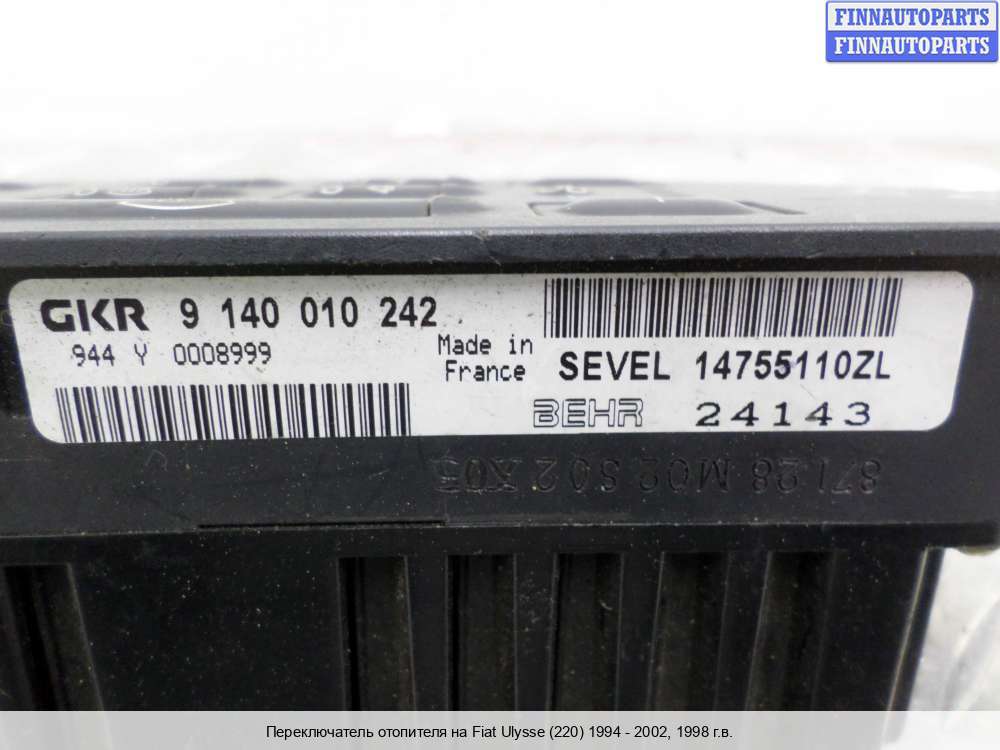 FINNAUTOPARTS
FINNAUTOPARTS
GKR 9 140 010 242
944 Y 0008999
Made in
France
SEVEL 14755110ZL
BEHR 24143
Переключатель отопителя на Fiat Ulysse (220) 1994 - 2002, 1998 г.в.